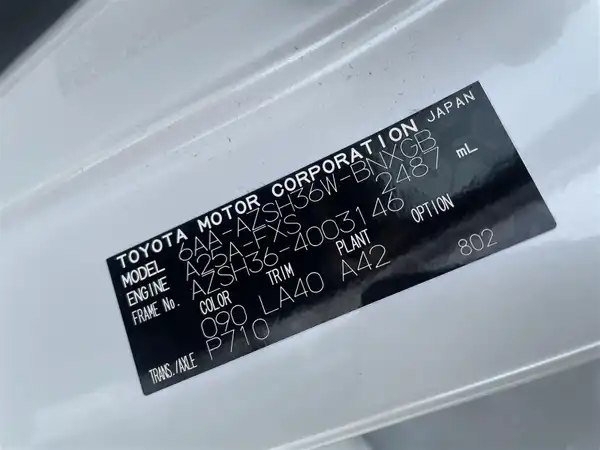 TOYOTA MOTOR CORPORATION JAPAN
MODEL 6AA-AZSH36W-BNXGB
ENGINE A25A-FXS 2487 mL
FRAME No. AZSH36-4003146
COLOR TRIM PLANT OPTION
090 LA40 A42 802
TRANS./AXLE P710